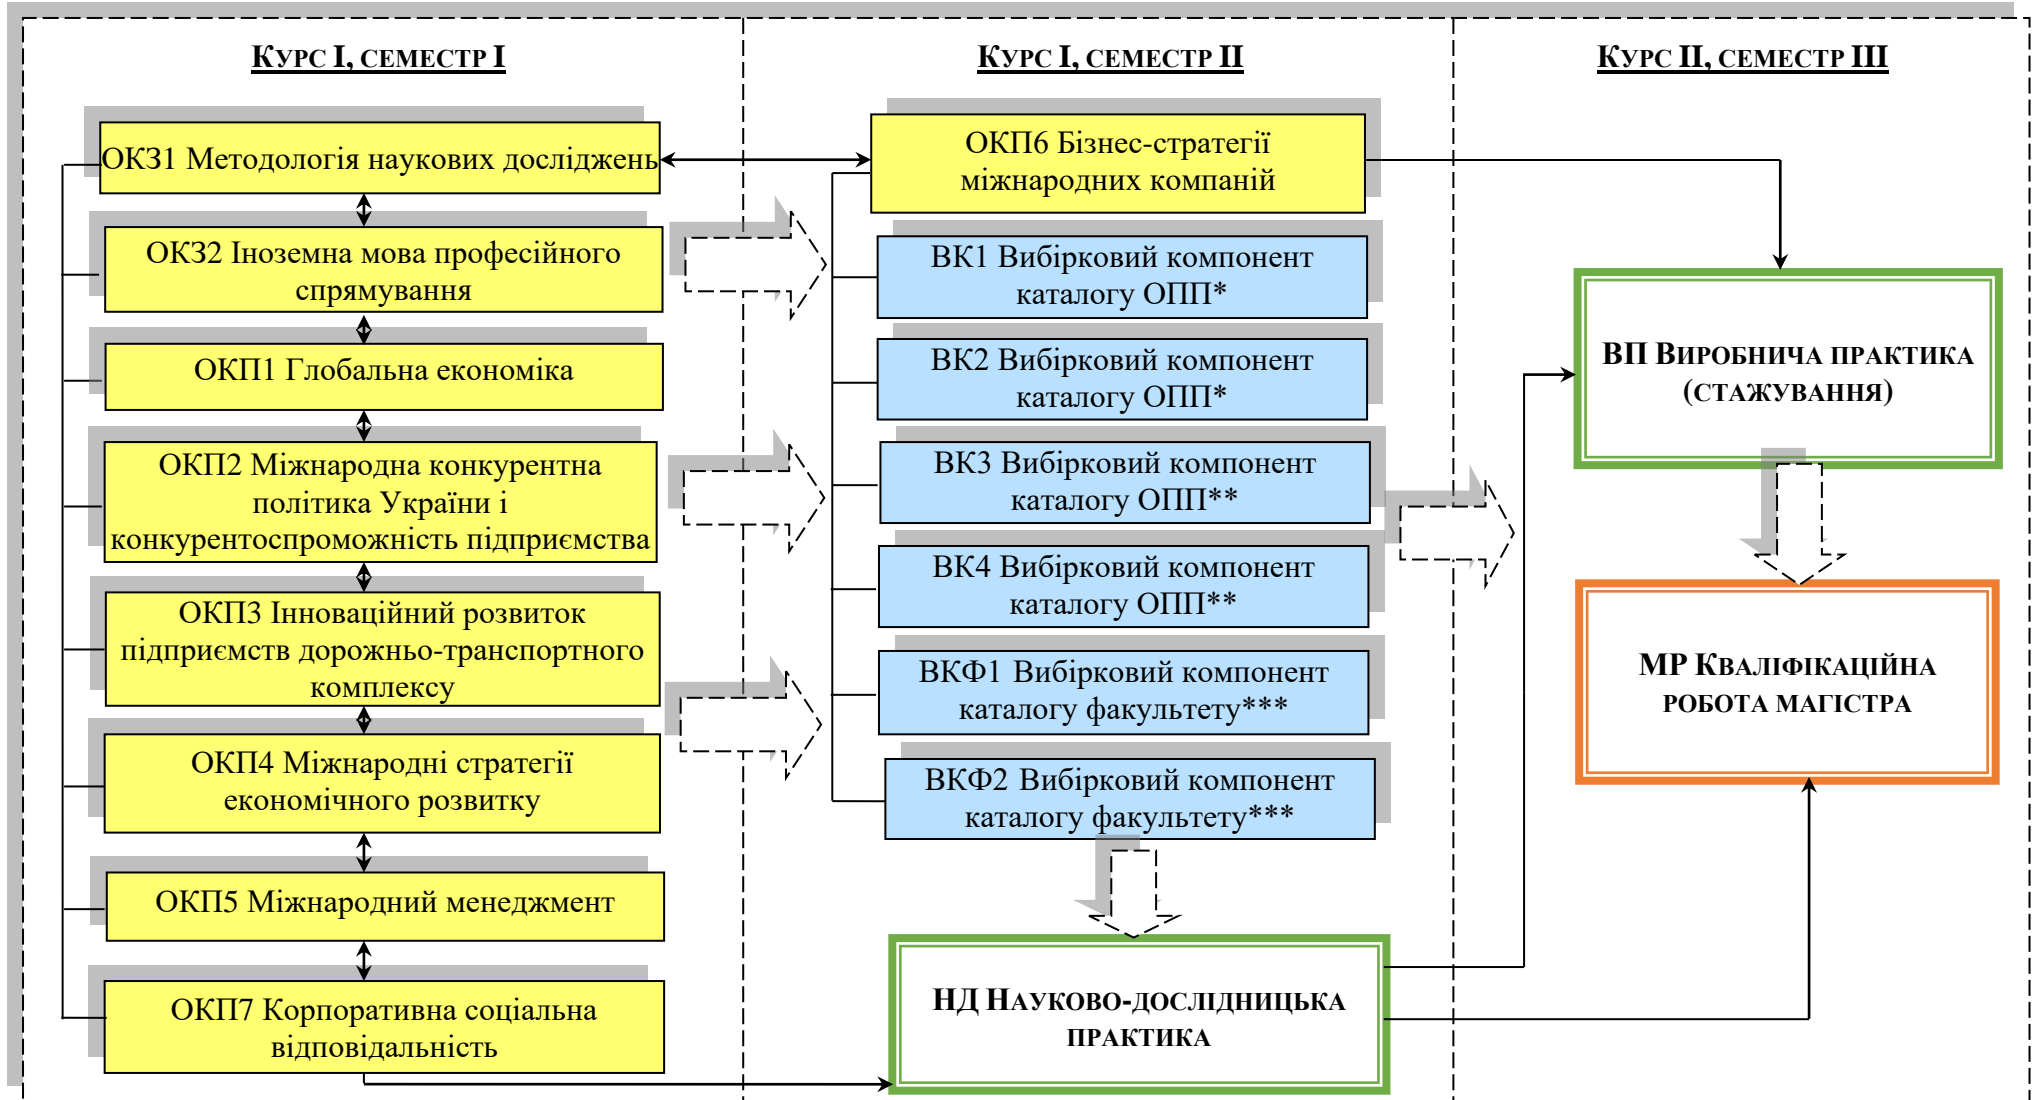 КУРС І, СЕМЕСТР І
ОКЗ1 Методологія наукових досліджень
ОКЗ2 Іноземна мова професійного
спрямування
ОКП1 Глобальна економіка
ОКП2 Міжнародна конкурентна
політика України і
конкурентоспроможність підприємства
ОКП3 Інноваційний розвиток
підприємств дорожньо-транспортного
комплексу
ОКП4 Міжнародні стратегії
економічного розвитку
ОКП5 Міжнародний менеджмент
ОКП7 Корпоративна соціальна
відповідальність
КУРС І, СЕМЕСТР ІІ
ОКП6 Бізнес-стратегії
міжнародних компаній
ВК1 Вибірковий компонент
каталогу ОПП*
ВК2 Вибірковий компонент
каталогу ОПП*
ВК3 Вибірковий компонент
каталогу ОПП**
ВК4 Вибірковий компонент
каталогу ОПП**
ВКФ1 Вибірковий компонент
каталогу факультету***
ВКФ2 Вибірковий компонент
каталогу факультету***
НД НАУКОВО-ДОСЛІДНИЦЬКА
ПРАКТИКА
КУРС ІІ, СЕМЕСТР ІІІ
ВП ВИРОБНИЧА ПРАКТИКА
(СТАЖУВАННЯ)
МР КВАЛІФІКАЦІЙНА
РОБОТА МАГІСТРА